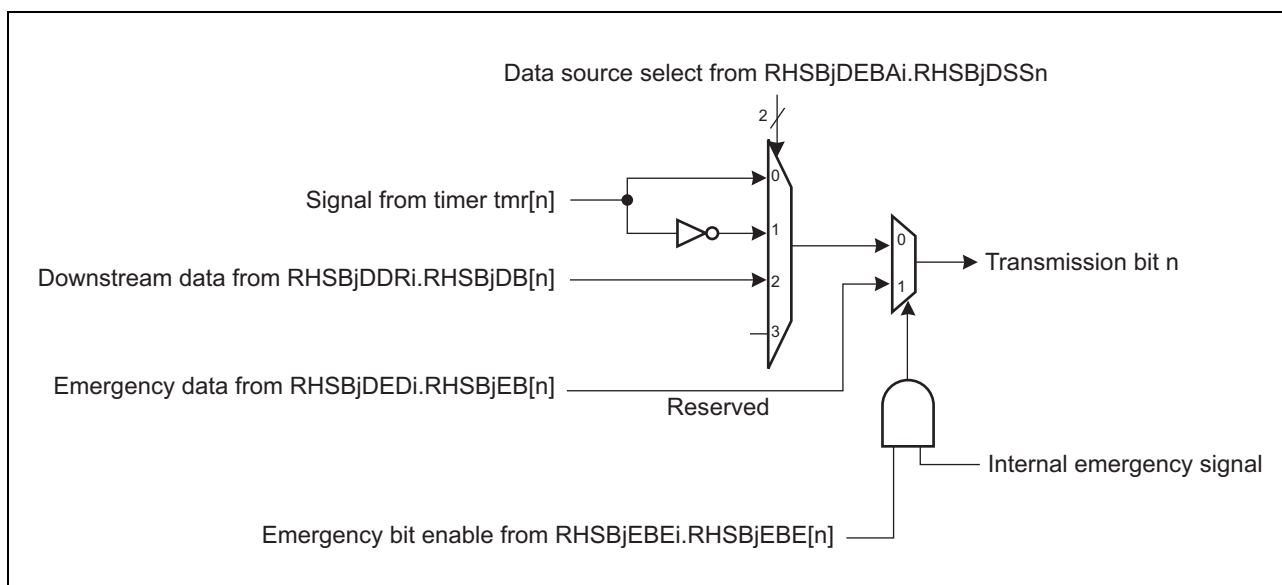 Data source select from RHSBjDEBAi.RHSBjDSSn
2
0
Signal from timer tmr[n]
1
0
Transmission bit n
Downstream data from RHSBjDDRi.RHSBjDB[n]
2
1
3
Emergency data from RHSBjDEDi.RHSBjEB[n]
Reserved
Internal emergency signal
Emergency bit enable from RHSBjEBEi.RHSBjEBE[n]